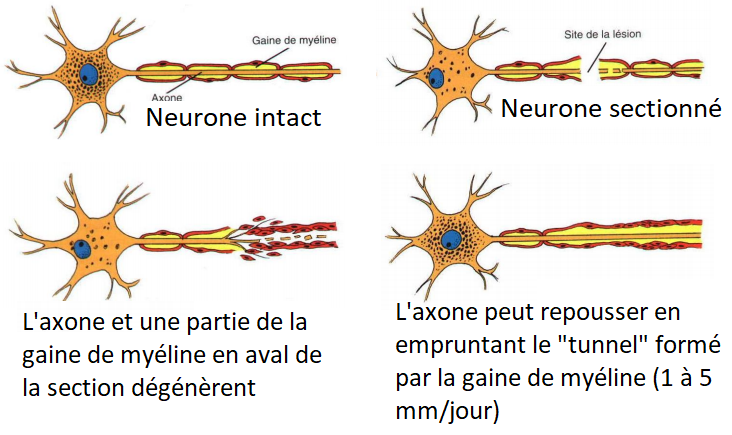 Gaine de myéline
Axone
Neurone intact
Site de la lésion
Neurone sectionné
L'axone et une partie de la
gaine de myéline en aval de
la section dégénèrent
L'axone peut repousser en
empruntant le "tunnel" formé
par la gaine de myéline (1 à 5
mm/jour)